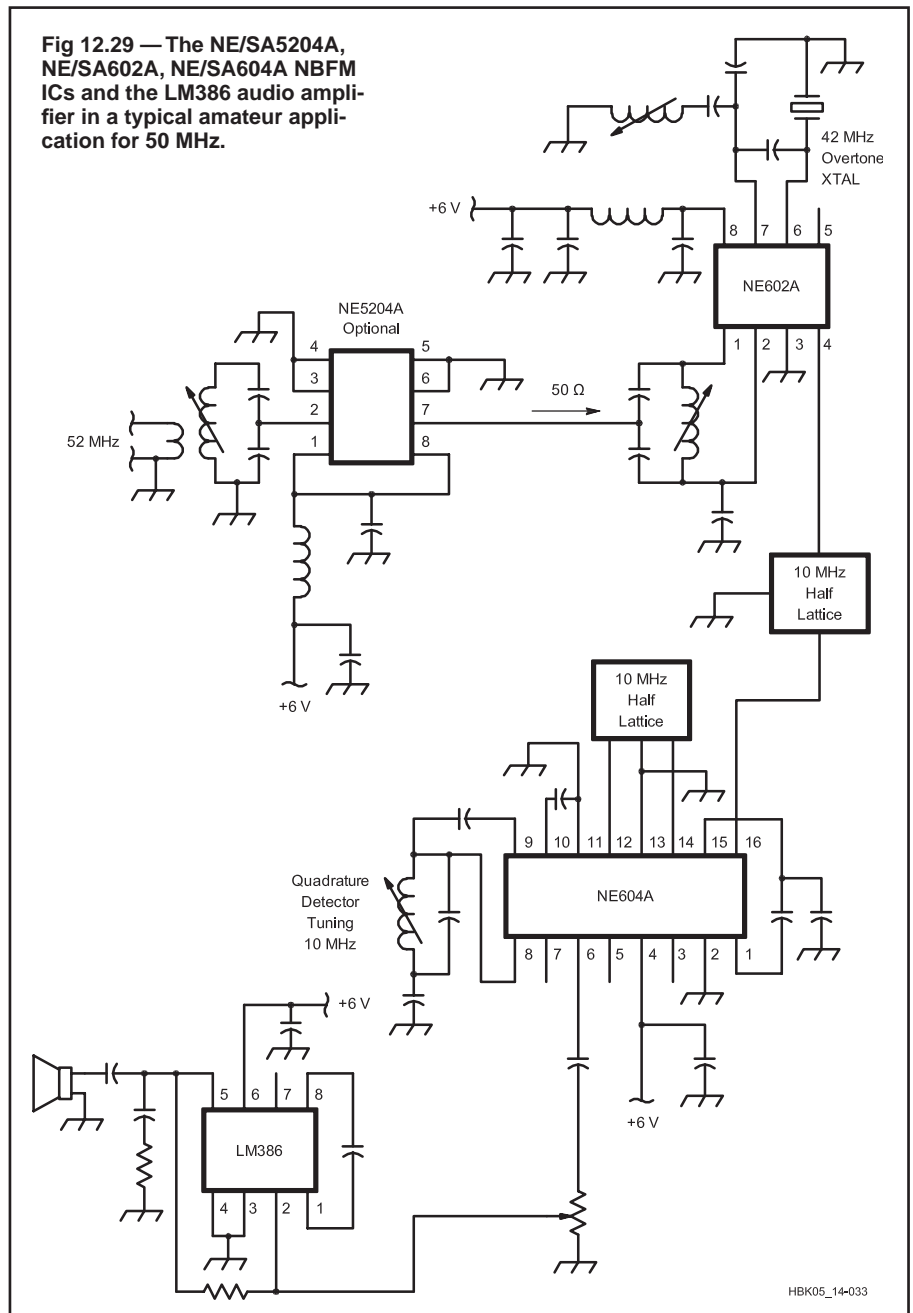 Fig 12.29 — The NE/SA5204A,
NE/SA602A, NE/SA604A NBFM
ICs and the LM386 audio ampli-
fier in a typical amateur appli-
cation for 50 MHz.
42 MHz
Overtone
XTAL
+6 V
8 7 6 5
NE602A
1 2 3 4
NE5204A
Optional
4 5
3 6
2 7
1 8
50 Ω
52 MHz
+6 V
10 MHz
Half
Lattice
10 MHz
Half
Lattice
9 10 11 12 13 14 15 16
NE604A
8 7 6 5 4 3 2 1
Quadrature
Detector
Tuning
10 MHz
+6 V
+6 V
5 6 7 8
LM386
4 3 2 1
HBK05_14-033